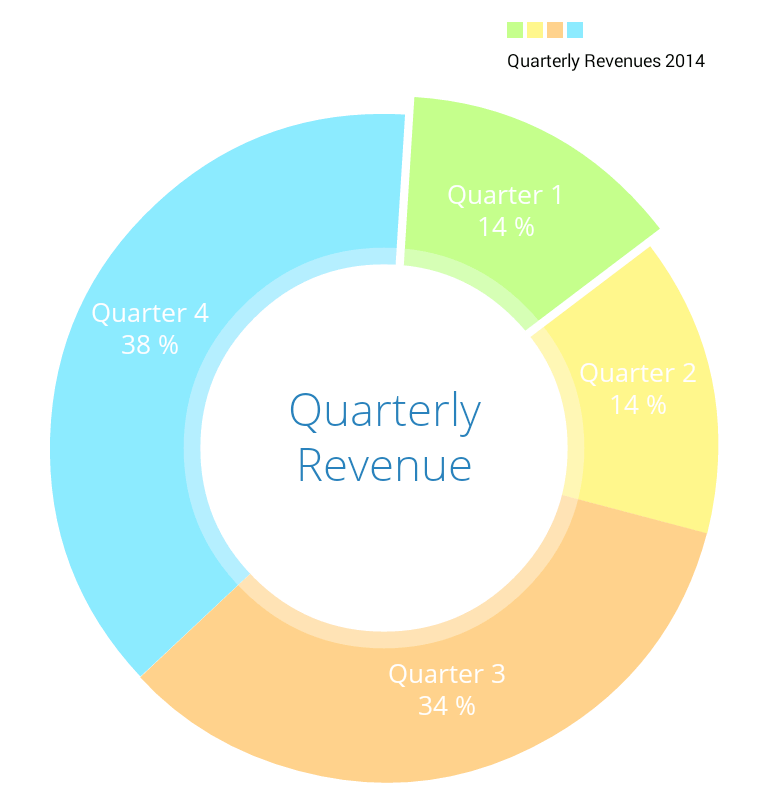 Quarterly Revenues 2014
Quarter 1
14 %
Quarter 2
14 %
Quarter 3
34 %
Quarter 4
38 %
Quarterly
Revenue